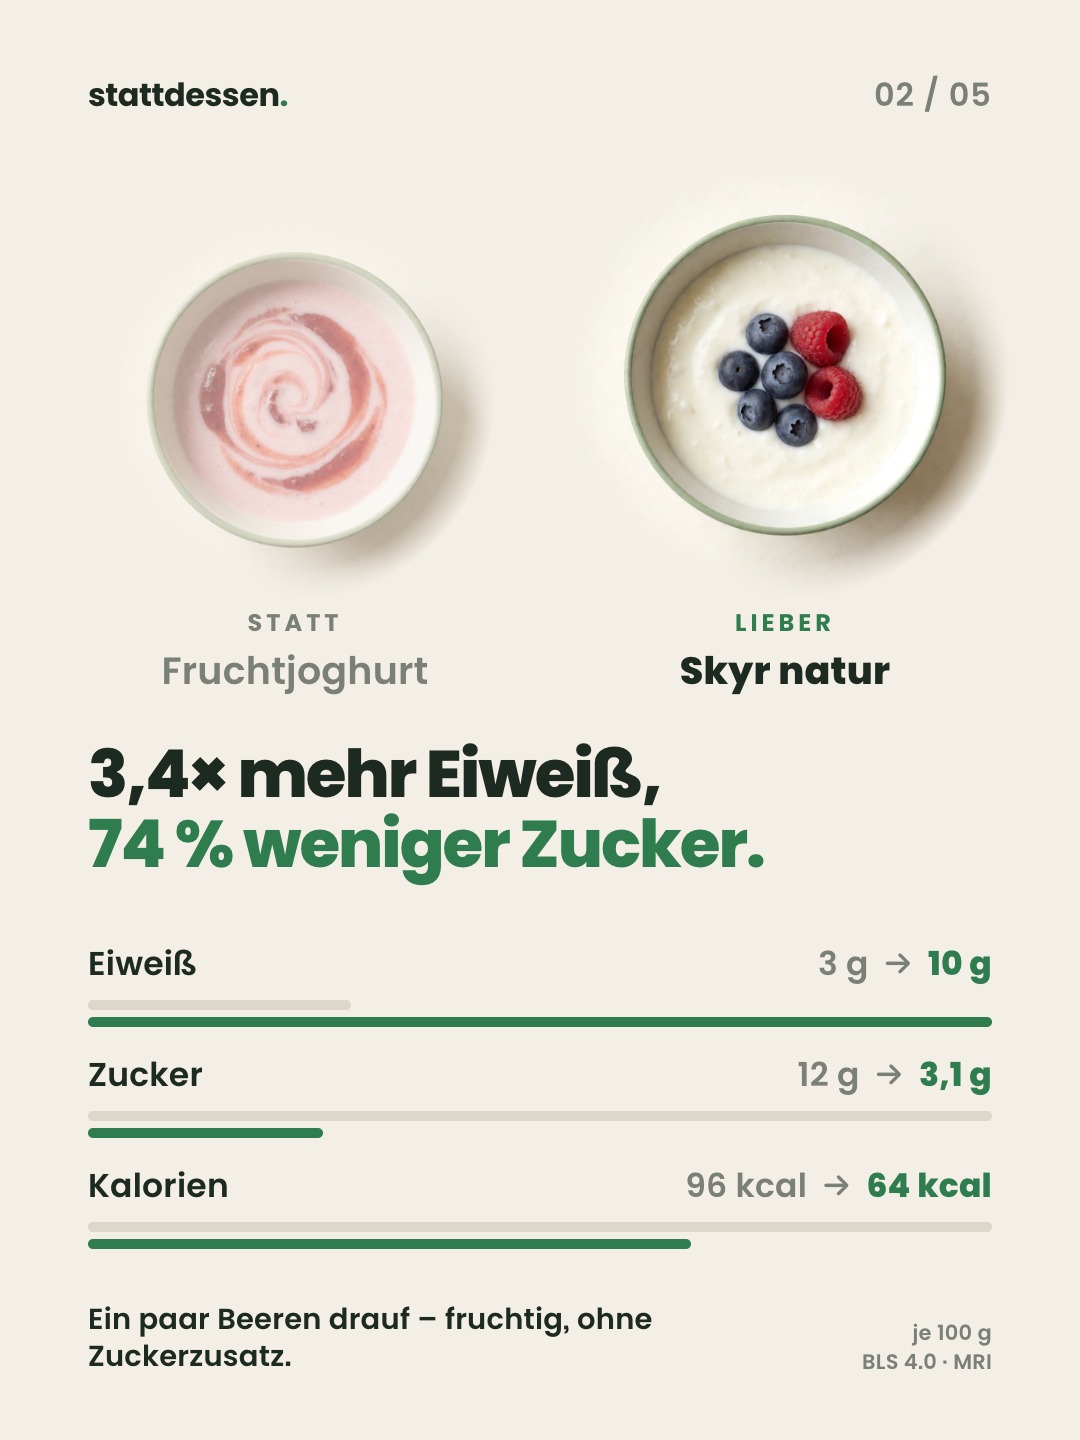 stattdessen.
02 / 05
STATT
Fruchtjoghurt
LIEBER
Skyr natur
3,4× mehr Eiweiß,
74 % weniger Zucker.
Eiweiß
3 g → 10 g
Zucker
12 g → 3,1 g
Kalorien
96 kcal → 64 kcal
Ein paar Beeren drauf – fruchtig, ohne
Zuckerzusatz.
je 100 g
BLS 4.0 · MRI